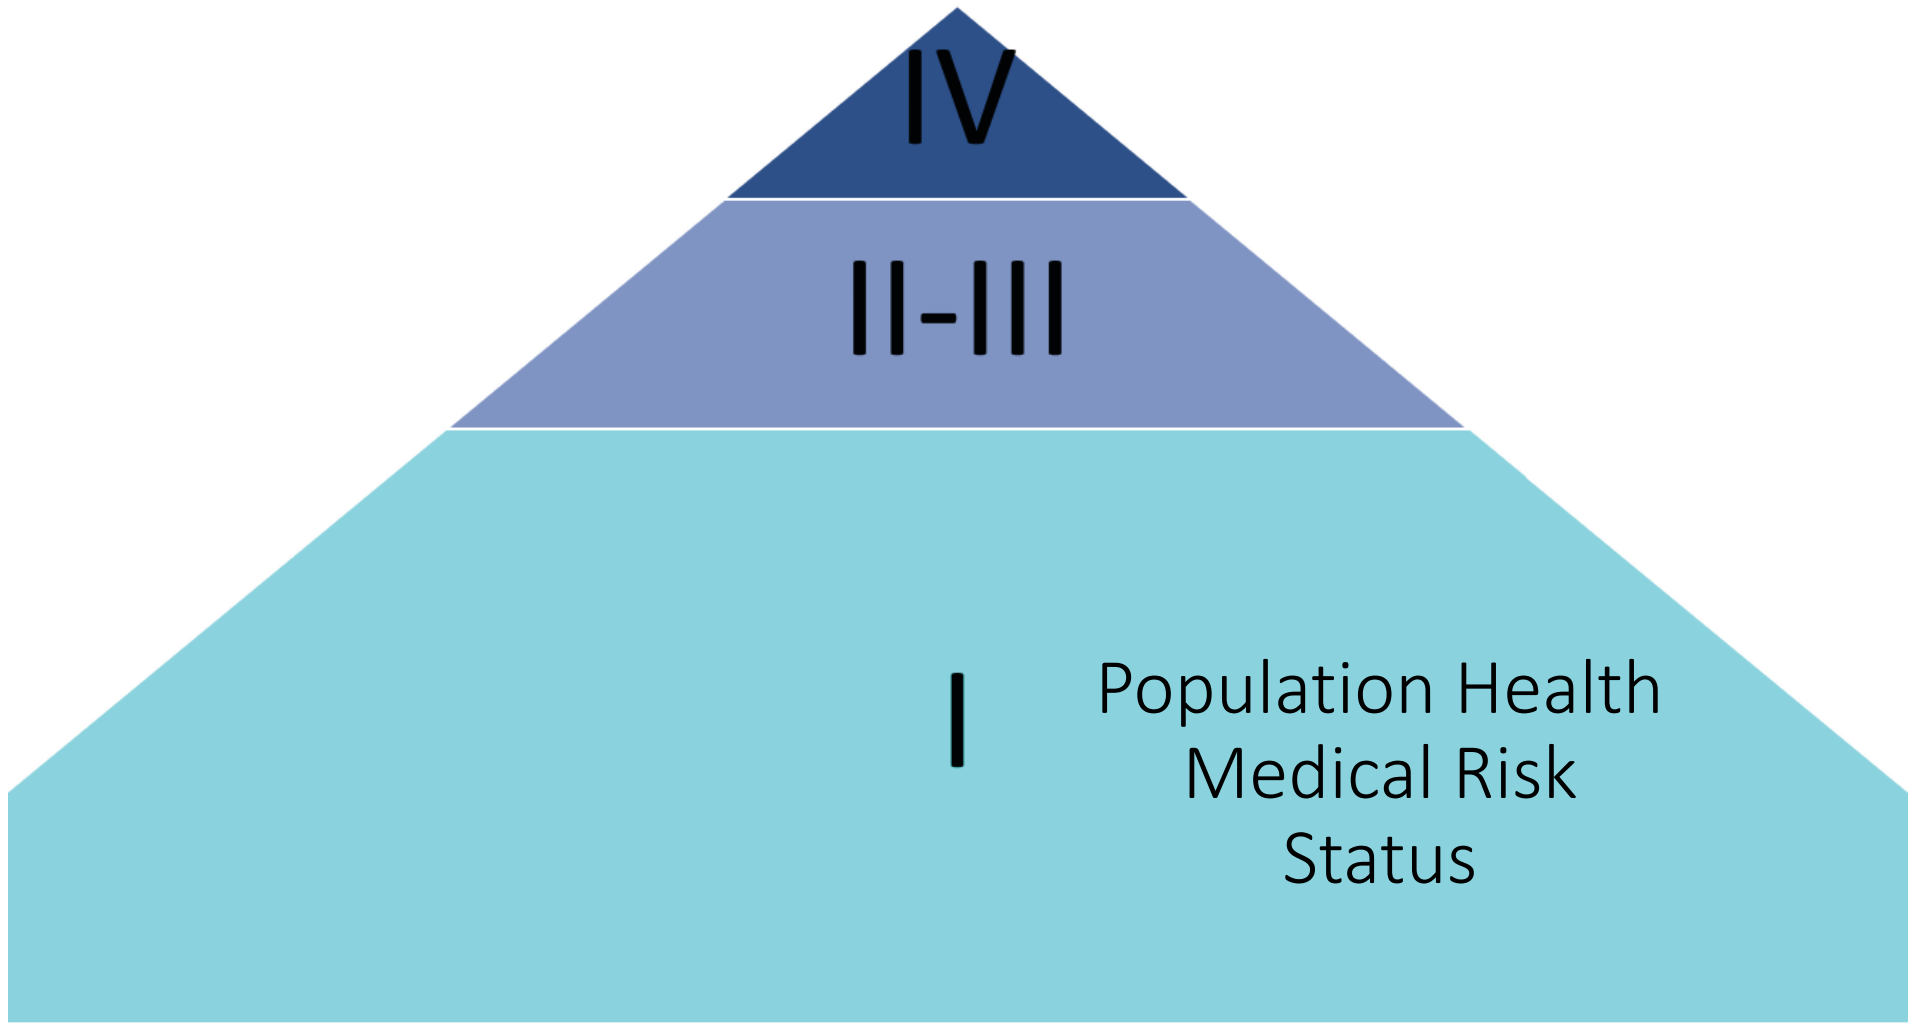 IV
II-III
I
Population Health
Medical Risk
Status